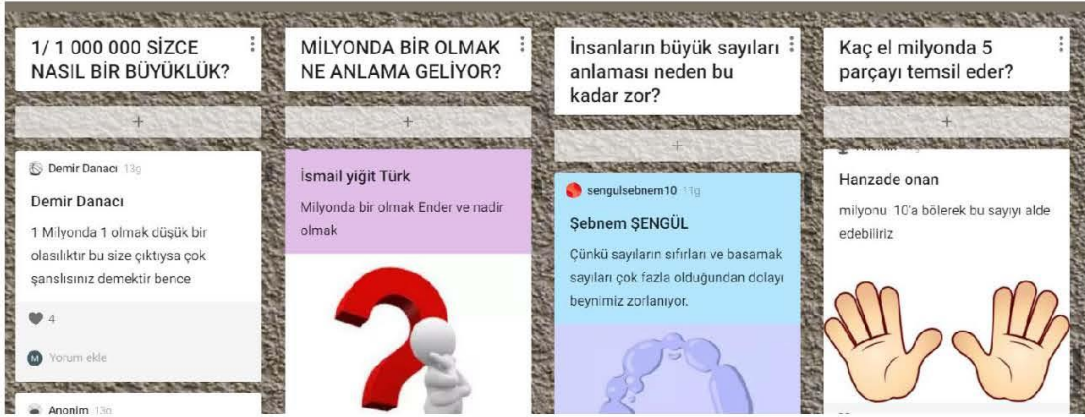 1/ 1 000 000 SİZCE
NASIL BİR BÜYÜKLÜK?
+
Demir Danacı 13g
Demir Danacı
1 Milyonda 1 olmak düşük bir
olasılıktır bu size çıktıysa çok
şanslısınız demektir bence
4
M Yorum ekle
Anonim 13g
MİLYONDA BİR OLMAK
NE ANLAMA GELİYOR?
+
İsmail yiğit Türk
Milyonda bir olmak Ender ve nadir
olmak
İnsanların büyük sayıları
anlaması neden bu
kadar zor?
+
sengulsebnem10 11g
Şebnem ŞENGÜL
Çünkü sayıların sıfırları ve basamak
sayıları çok fazla olduğundan dolayı
beynimiz zorlanıyor.
Kaç el milyonda 5
parçayı temsil eder?
+
Hanzade onan
milyonu 10'a bölerek bu sayıyı alde
edebiliriz